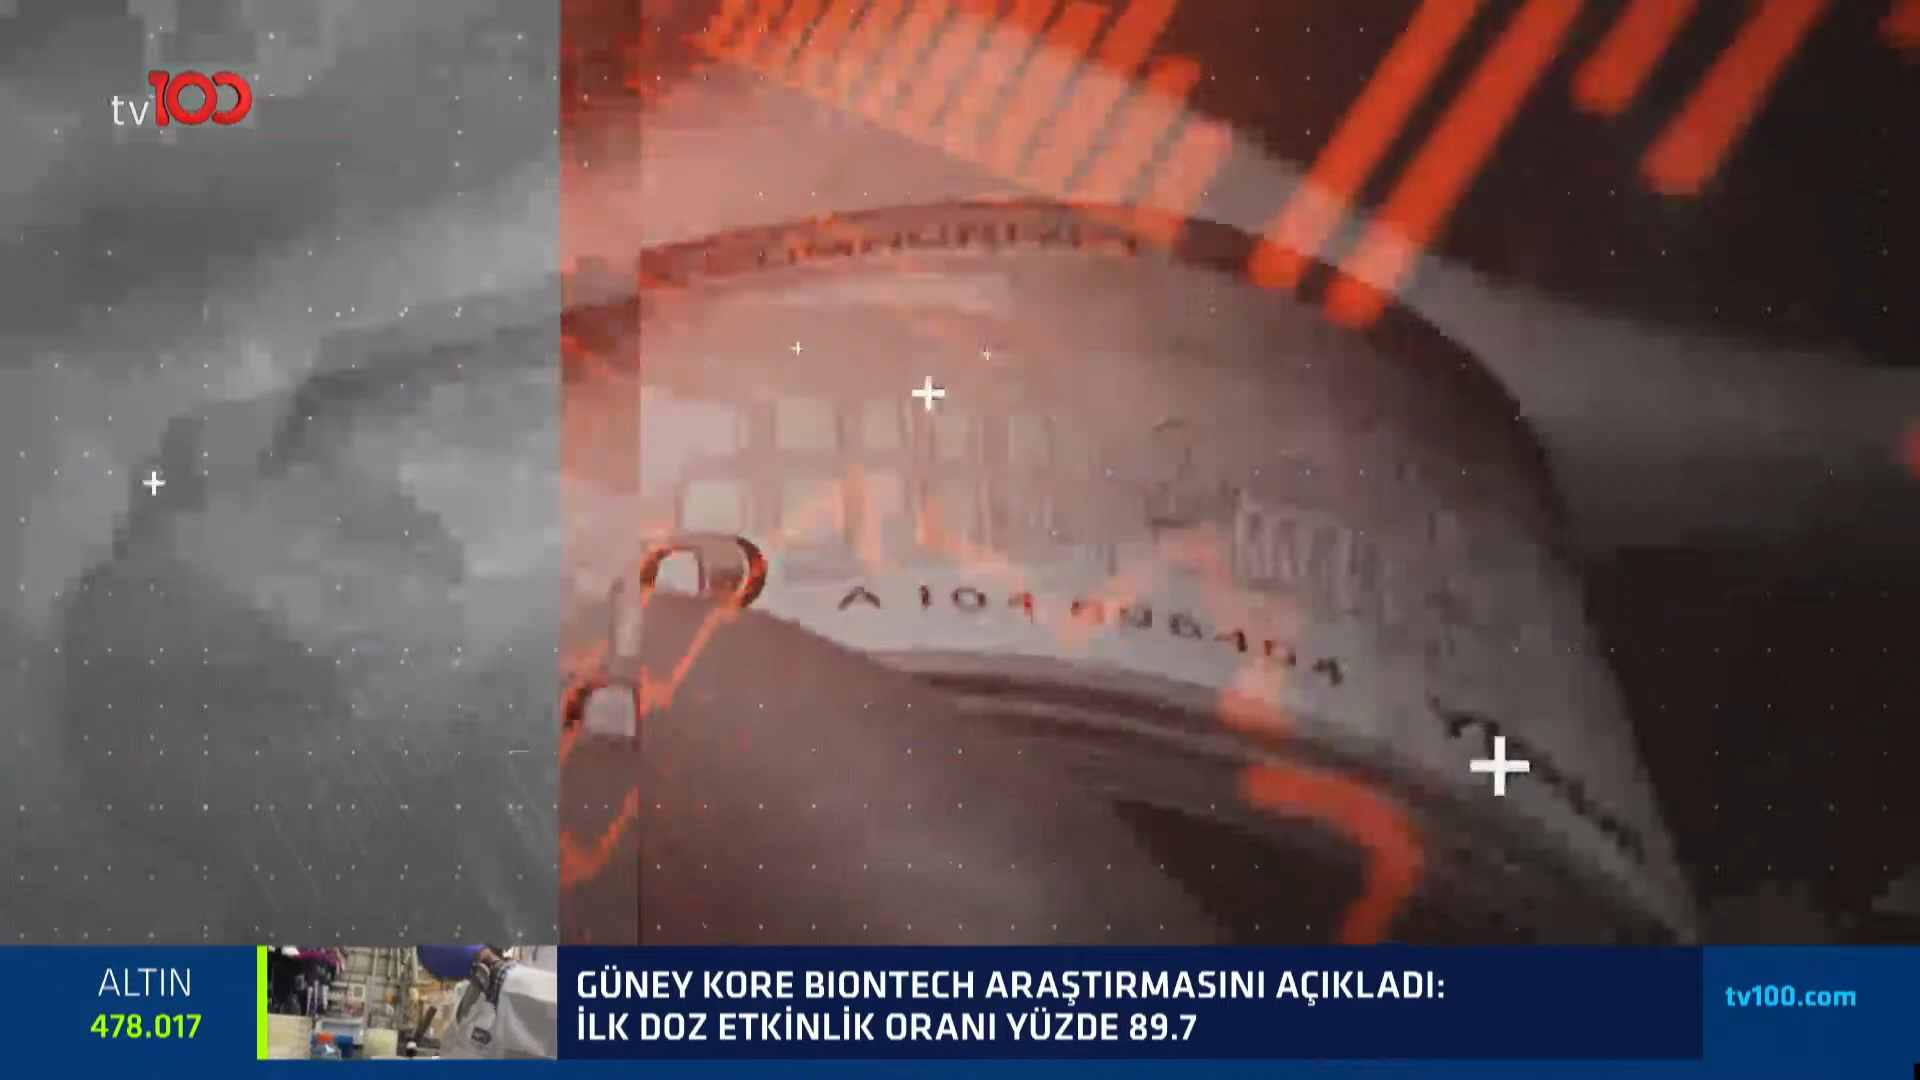 tv100
ALTIN
478.017
GÜNEY KORE BIONTECH ARAŞTIRMASINI AÇIKLADI:
İLK DOZ ETKİNLİK ORANI YÜZDE 89.7
tv100.com